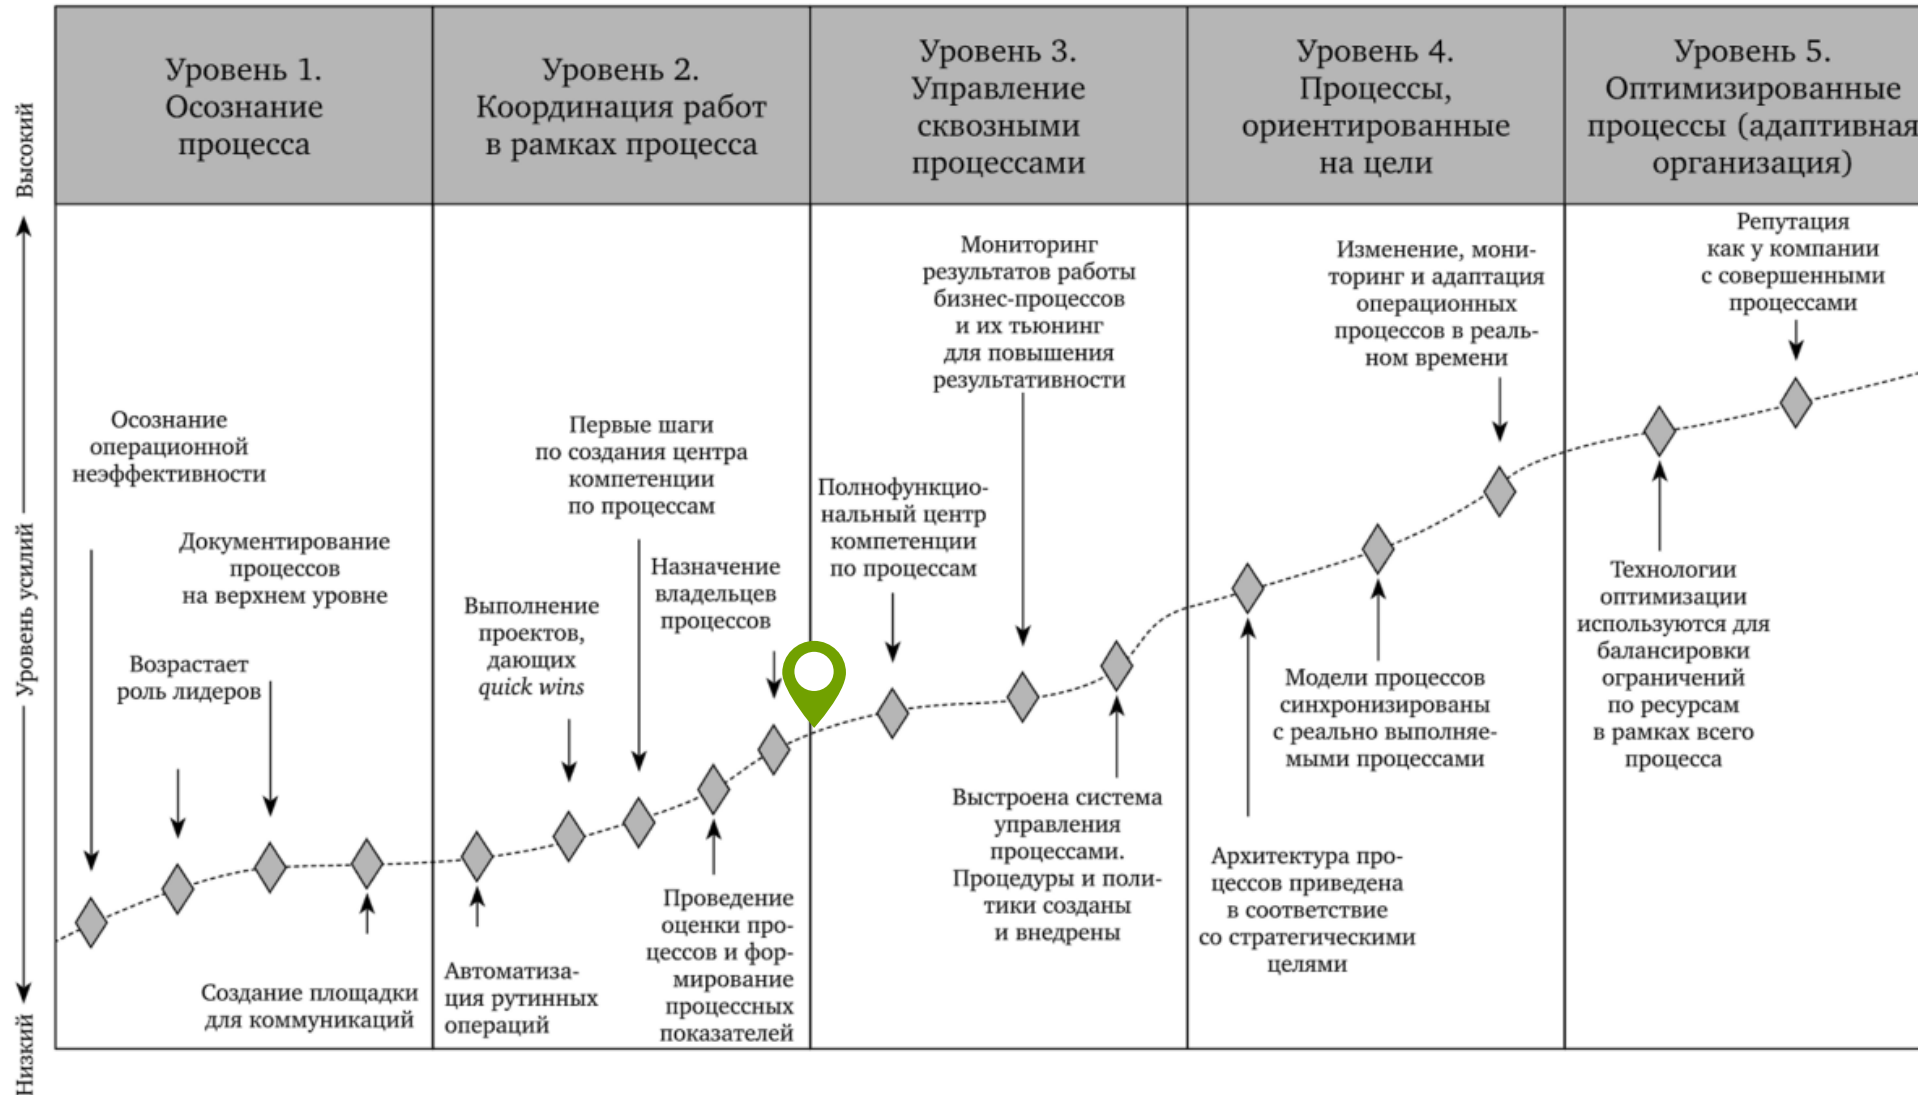 Уровень 1.
Осознание
процесса
Уровень 2.
Координация работ
в рамках процесса
Уровень 3.
Управление
сквозными
процессами
Уровень 4.
Процессы,
ориентированные
на цели
Уровень 5.
Оптимизированные
процессы (адаптивная
организация)
Высокий
Уровень усилий
Низкий
Осознание
операционной
неэффективности
Возрастает
роль лидеров
Документирование
процессов
на верхнем уровне
Создание площадки
для коммуникаций
Автоматиза-
ция рутинных
операций
Выполнение
проектов,
дающих
quick wins
Первые шаги
по создания центра
компетенции
по процессам
Проведение
оценки про-
цессов и фор-
мирование
процессных
показателей
Назначение
владельцев
процессов
Полнофункцио-
нальный центр
компетенции
по процессам
Мониторинг
результатов работы
бизнес-процессов
и их тьюнинг
для повышения
результативности
Выстроена система
управления
процессами.
Процедуры и поли-
тики созданы
и внедрены
Архитектура про-
цессов приведена
в соответствие
со стратегическими
целями
Модели процессов
синхронизированы
с реально выполняе-
мыми процессами
Изменение, мони-
торинг и адаптация
операционных
процессов в реаль-
ном времени
Технологии
оптимизации
используются для
балансировки
ограничений
по ресурсам
в рамках всего
процесса
Репутация
как у компании
с совершенными
процессами